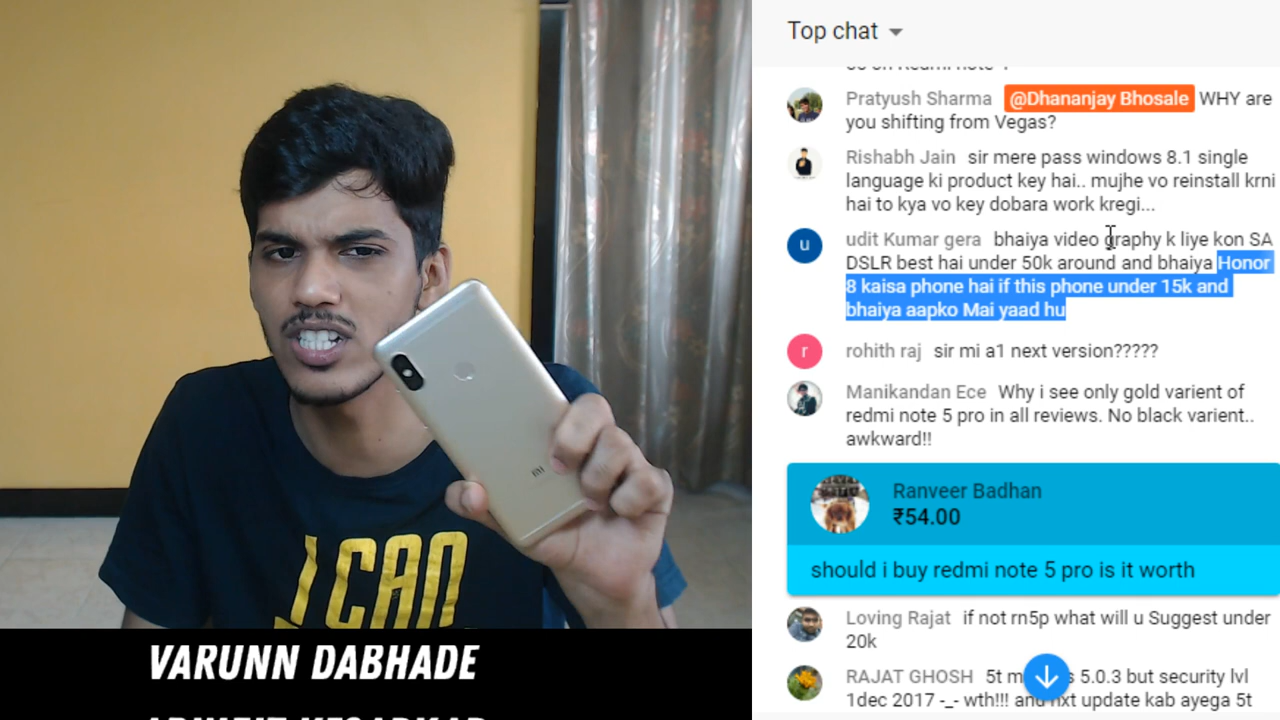 Top chat
Pratyush Sharma @Dhananjay Bhosale WHY are
you shifting from Vegas?
Rishabh Jain sir mere pass windows 8.1 single
language ki product key hai.. mujhe vo reinstall krni
hai to kya vo key dobara work kregi...
u udit Kumar gera bhaiya video graphy k liye kon SA
DSLR best hai under 50k around and bhaiya Honor
8 kaisa phone hai if this phone under 15k and
bhaiya aapko Mai yaad hu
r rohith raj sir mi a1 next version?????
Manikandan Ece Why i see only gold varient of
redmi note 5 pro in all reviews. No black varient..
awkward!!
Ranveer Badhan
₹54.00
should i buy redmi note 5 pro is it worth
Loving Rajat if not rn5p what will u Suggest under
20k
RAJAT GHOSH 5t 5.0.3 but security lvl
1dec 2017 -_- wth!!! and nxt update kab ayega 5t
MI
I CAN
VARUNN DABHADE